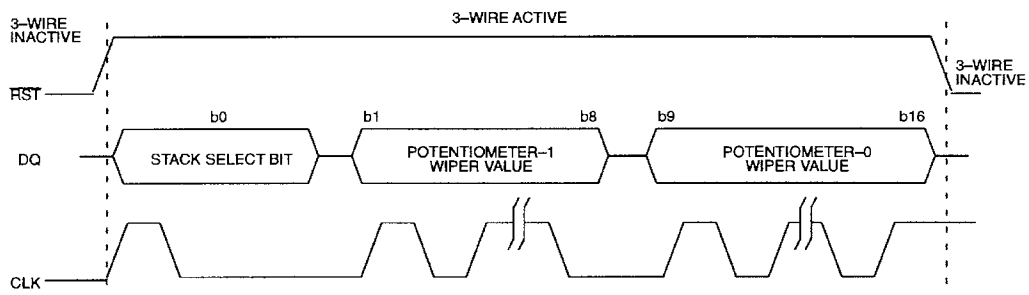 3–WIRE
INACTIVE
3–WIRE ACTIVE
3–WIRE
INACTIVE
RST
b0
b1
b8
b9
b16
DQ
STACK SELECT BIT
POTENTIOMETER–1
WIPER VALUE
POTENTIOMETER–0
WIPER VALUE
CLK